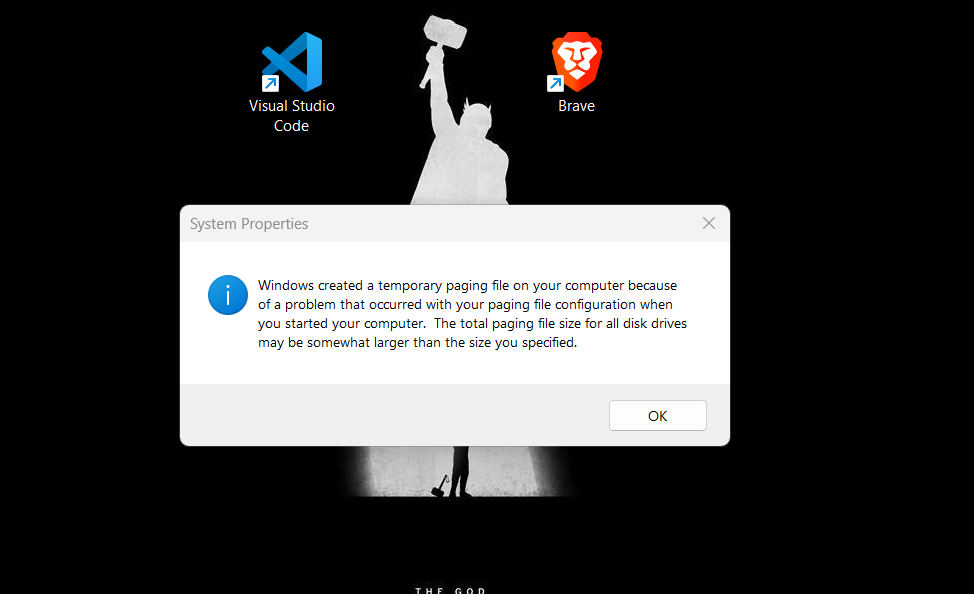 Visual Studio
Code
Brave
System Properties
Windows created a temporary paging file on your computer because
of a problem that occurred with your paging file configuration when
you started your computer.  The total paging file size for all disk drives
may be somewhat larger than the size you specified.
OK
THE GOD